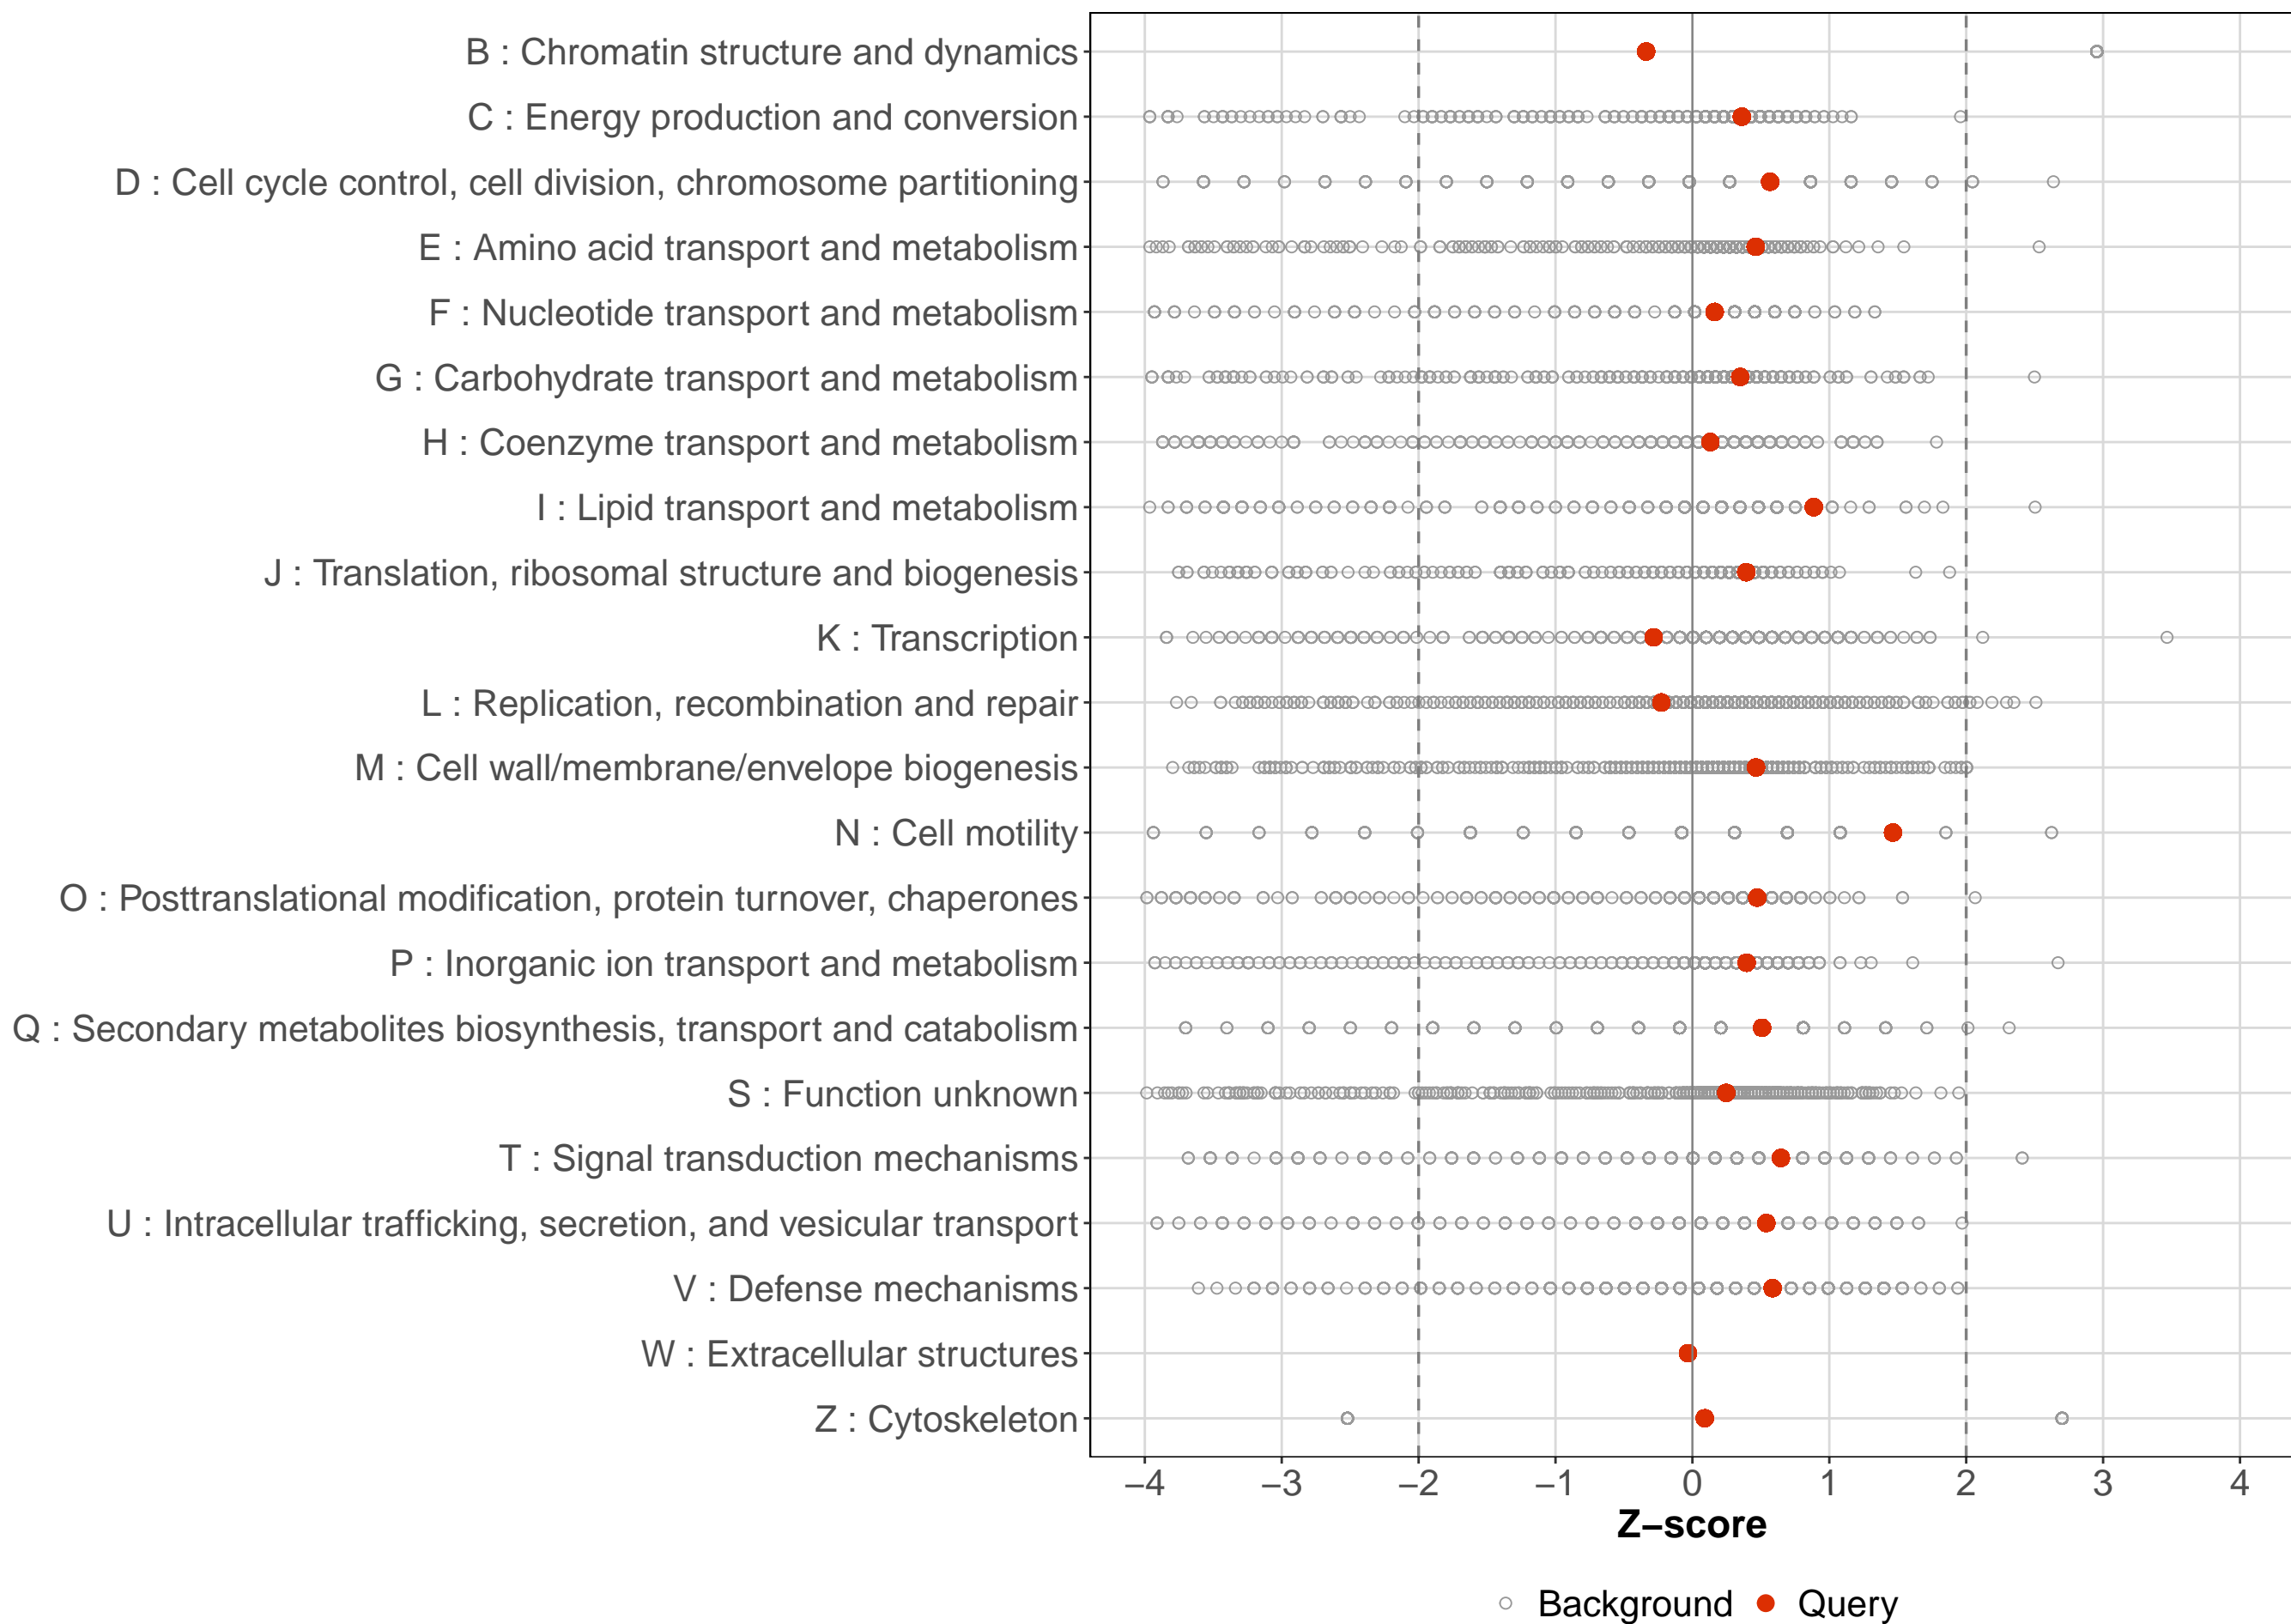 B : Chromatin structure and dynamics
C : Energy production and conversion
D : Cell cycle control, cell division, chromosome partitioning
E : Amino acid transport and metabolism
F : Nucleotide transport and metabolism
G : Carbohydrate transport and metabolism
H : Coenzyme transport and metabolism
I : Lipid transport and metabolism
J : Translation, ribosomal structure and biogenesis
K : Transcription
L : Replication, recombination and repair
M : Cell wall/membrane/envelope biogenesis
N : Cell motility
O : Posttranslational modification, protein turnover, chaperones
P : Inorganic ion transport and metabolism
Q : Secondary metabolites biosynthesis, transport and catabolism
S : Function unknown
T : Signal transduction mechanisms
U : Intracellular trafficking, secretion, and vesicular transport
V : Defense mechanisms
W : Extracellular structures
Z : Cytoskeleton
−4 −3 −2 −1 0 1 2 3 4
Z−score
Background Query